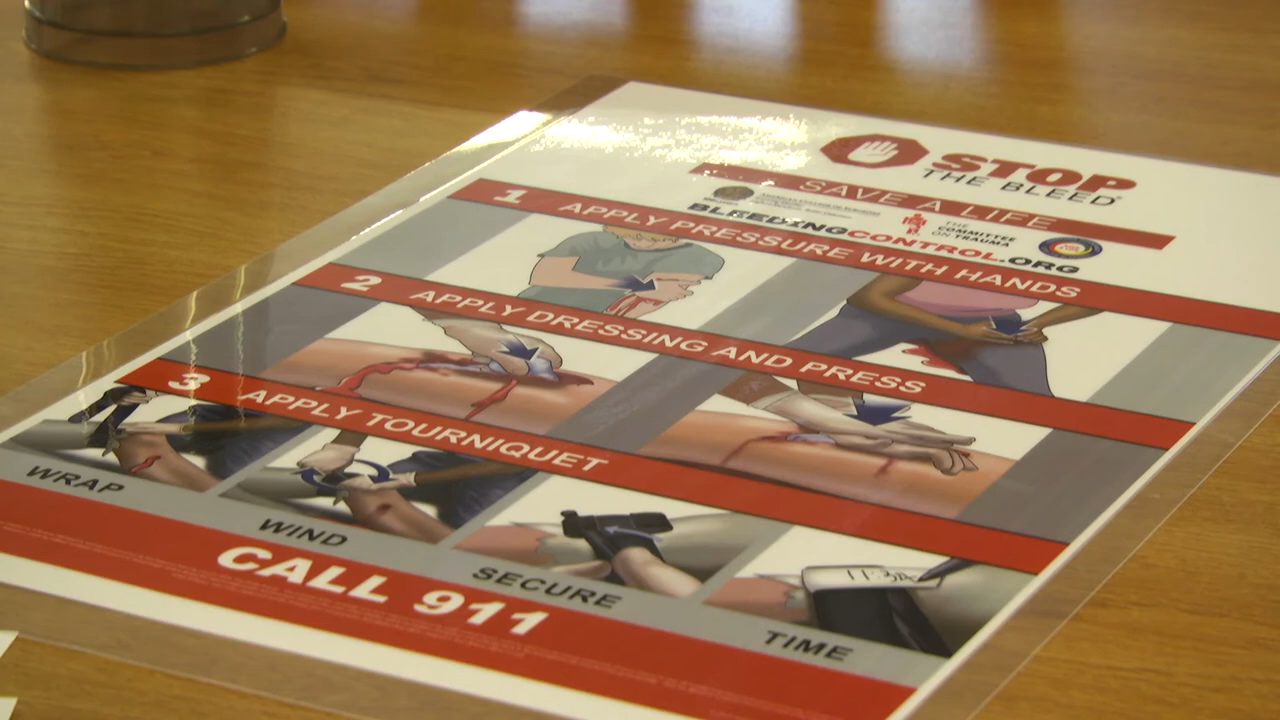 STOP
THE BLEED®
SAVE A LIFE
THE
COMMITTEE
ON TRAUMA
BLEEDINGCONTROL.ORG
1 APPLY PRESSURE WITH HANDS
2 APPLY DRESSING AND PRESS
3 APPLY TOURNIQUET
WRAP
WIND
SECURE
TIME
CALL 911